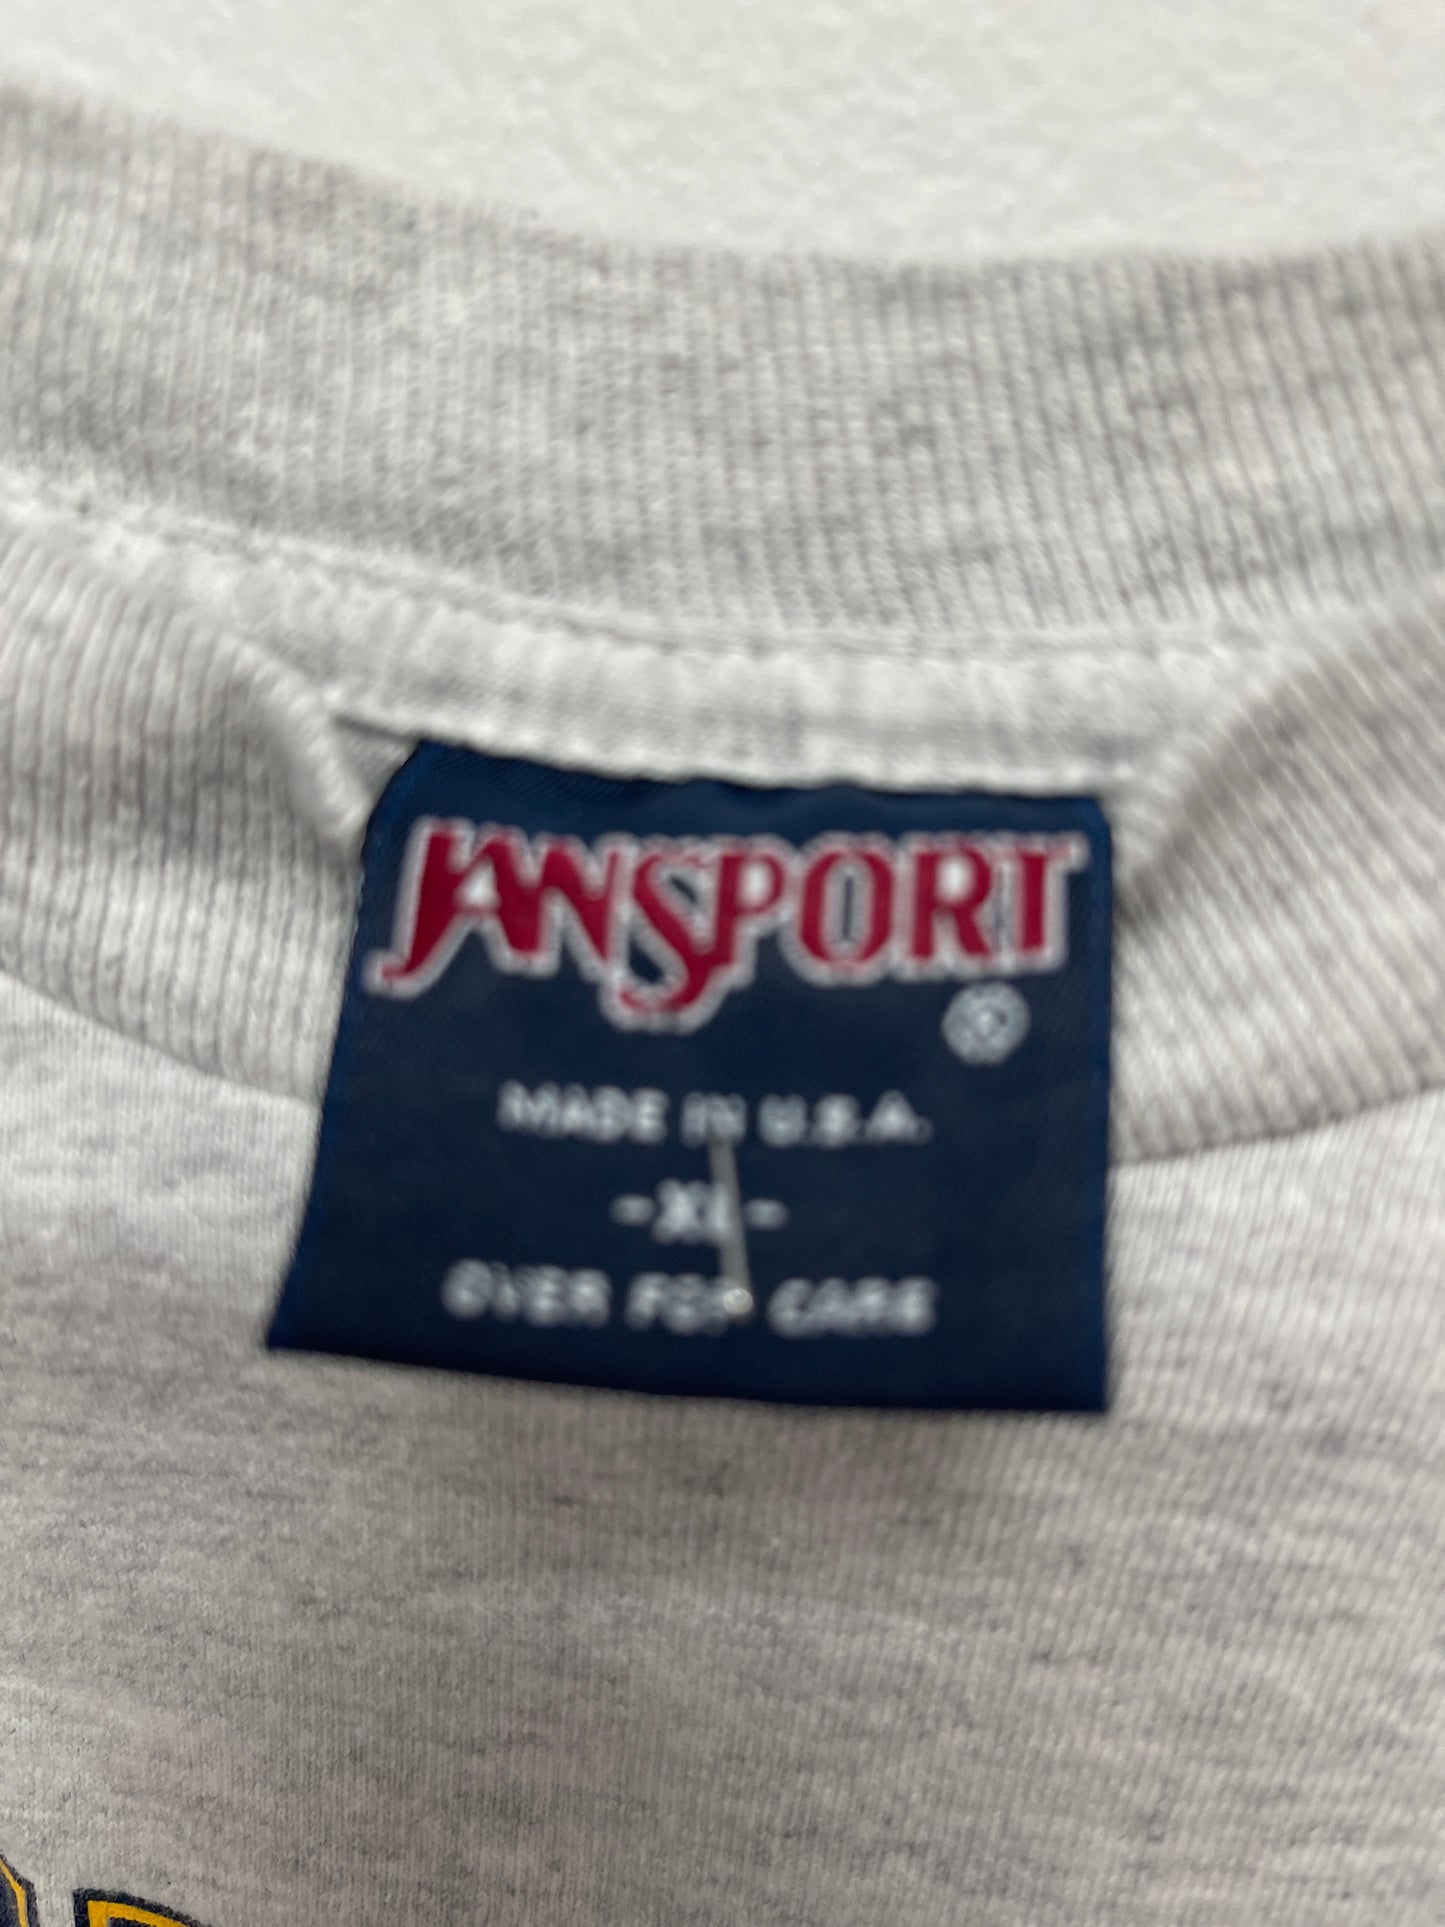 JANSPORT
®
MADE IN U.S.A.
-XL-
OVER FOR CARE